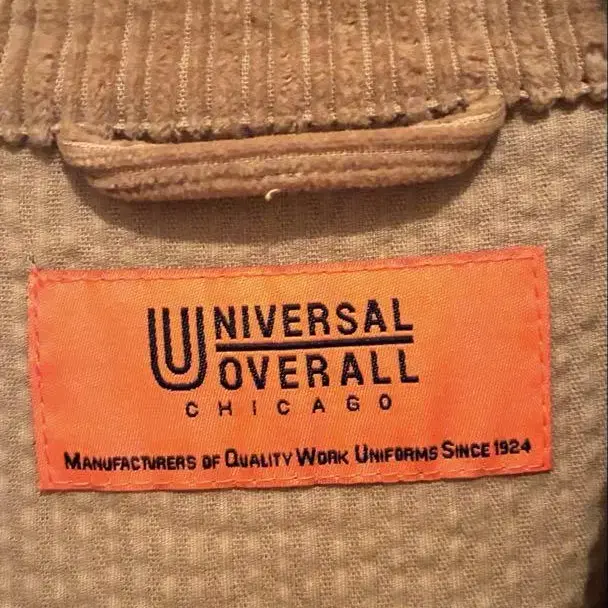 UNIVERSAL
OVERALL
CHICAGO
MANUFACTURERS OF QUALITY WORK UNIFORMS SINCE 1924